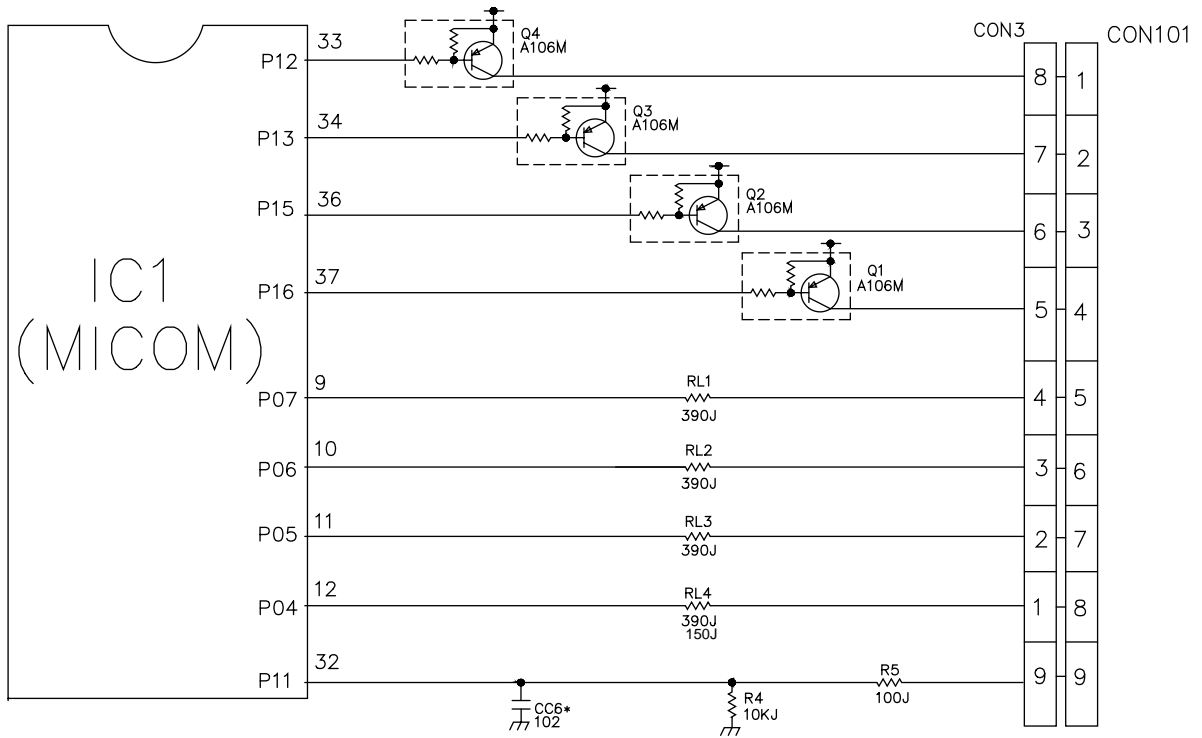 CON3
CON101
IC1
(MICOM)
P12
33
Q4
A106M
8
1
P13
34
Q3
A106M
7
2
P15
36
Q2
A106M
6
3
P16
37
Q1
A106M
5
4
P07
9
RL1
390J
4
5
P06
10
RL2
390J
3
6
P05
11
RL3
390J
2
7
P04
12
RL4
390J
150J
1
8
P11
32
CC6*
102
R4
10KJ
R5
100J
9
9